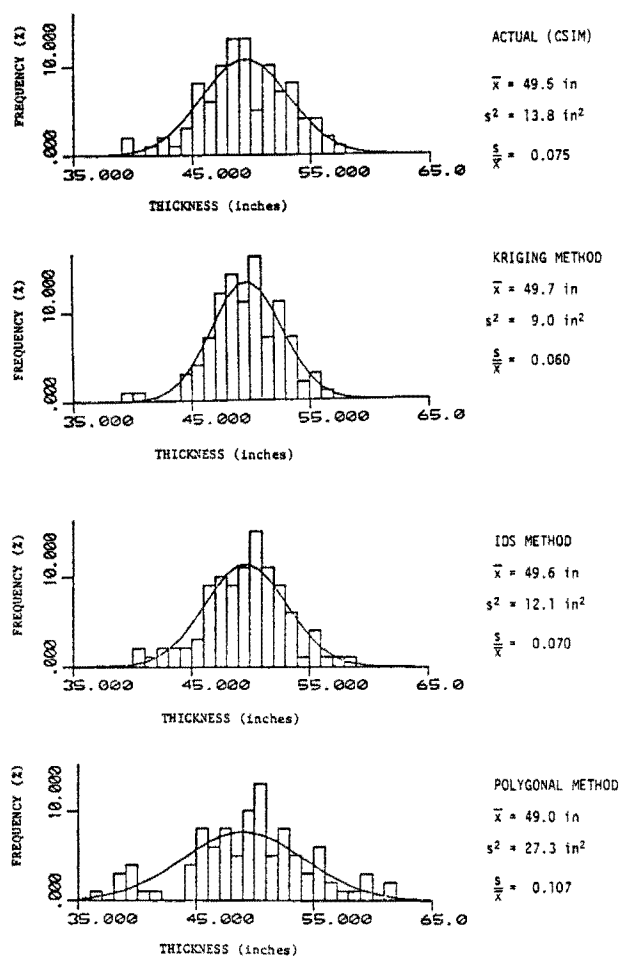 FREQUENCY (%)
10.000
.000
35.000 45.000 55.000 65.0
THICKNESS (inches)
ACTUAL (CSIM)
x̄ = 49.5 in
s² = 13.8 in²
s/x̄ = 0.075
FREQUENCY (%)
10.000
.000
35.000 45.000 55.000 65.0
THICKNESS (inches)
KRIGING METHOD
x̄ = 49.7 in
s² = 9.0 in²
s/x̄ = 0.060
FREQUENCY (%)
10.000
.000
35.000 45.000 55.000 65.0
THICKNESS (inches)
IDS METHOD
x̄ = 49.6 in
s² = 12.1 in²
s/x̄ = 0.070
FREQUENCY (%)
10.000
.000
35.000 45.000 55.000 65.0
THICKNESS (inches)
POLYGONAL METHOD
x̄ = 49.0 in
s² = 27.3 in²
s/x̄ = 0.107